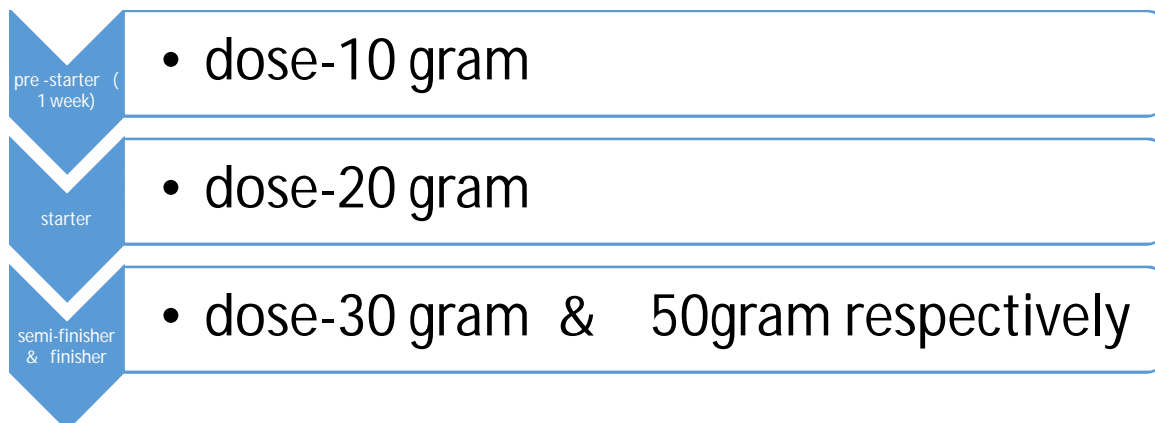 pre -starter (
1 week)
• dose-10 gram
starter
• dose-20 gram
semi-finisher
& finisher
• dose-30 gram & 50gram respectively